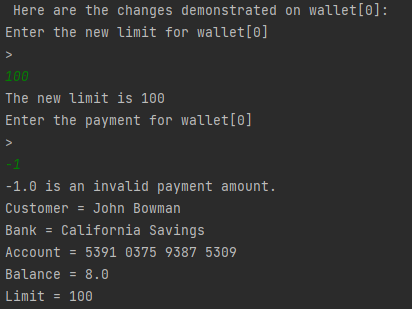 Here are the changes demonstrated on wallet[0]:
Enter the new limit for wallet[0]
>
100
The new limit is 100
Enter the payment for wallet[0]
>
-1
-1.0 is an invalid payment amount.
Customer = John Bowman
Bank = California Savings
Account = 5391 0375 9387 5309
Balance = 8.0
Limit = 100